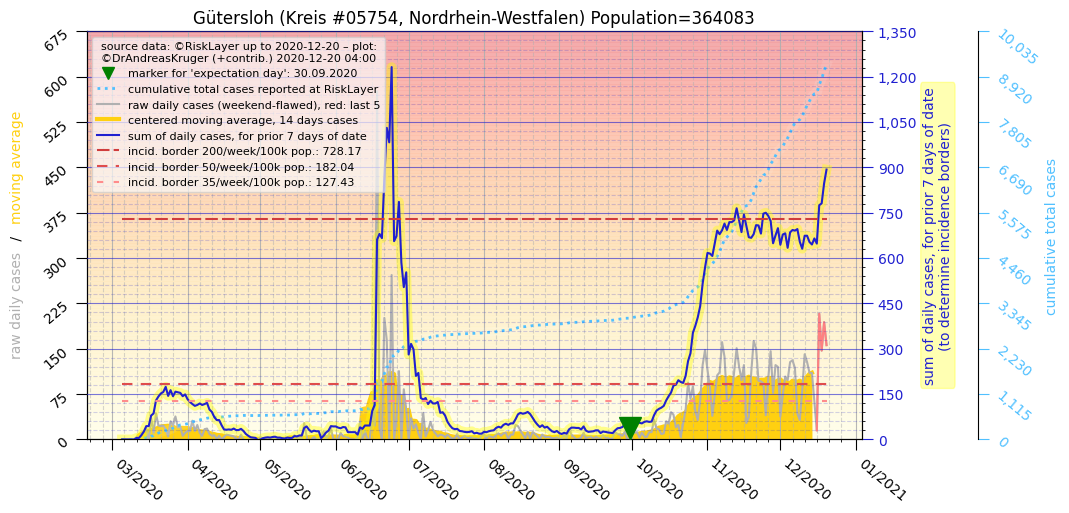 Gütersloh (Kreis #05754, Nordrhein-Westfalen) Population=364083
source data: ©RiskLayer up to 2020-12-20 – plot:
©DrAndreasKruger (+contrib.) 2020-12-20 04:00
marker for 'expectation day': 30.09.2020
cumulative total cases reported at RiskLayer
raw daily cases (weekend-flawed), red: last 5
centered moving average, 14 days cases
sum of daily cases, for prior 7 days of date
incid. border 200/week/100k pop.: 728.17
incid. border 50/week/100k pop.: 182.04
incid. border 35/week/100k pop.: 127.43
raw daily cases / moving average
675
600
525
450
375
300
225
150
75
0
03/2020
04/2020
05/2020
06/2020
07/2020
08/2020
09/2020
10/2020
11/2020
12/2020
01/2021
1,350
1,200
1,050
900
750
600
450
300
150
0
sum of daily cases, for prior 7 days of date
(to determine incidence borders)
10,035
8,920
7,805
6,690
5,575
4,460
3,345
2,230
1,115
0
cumulative total cases